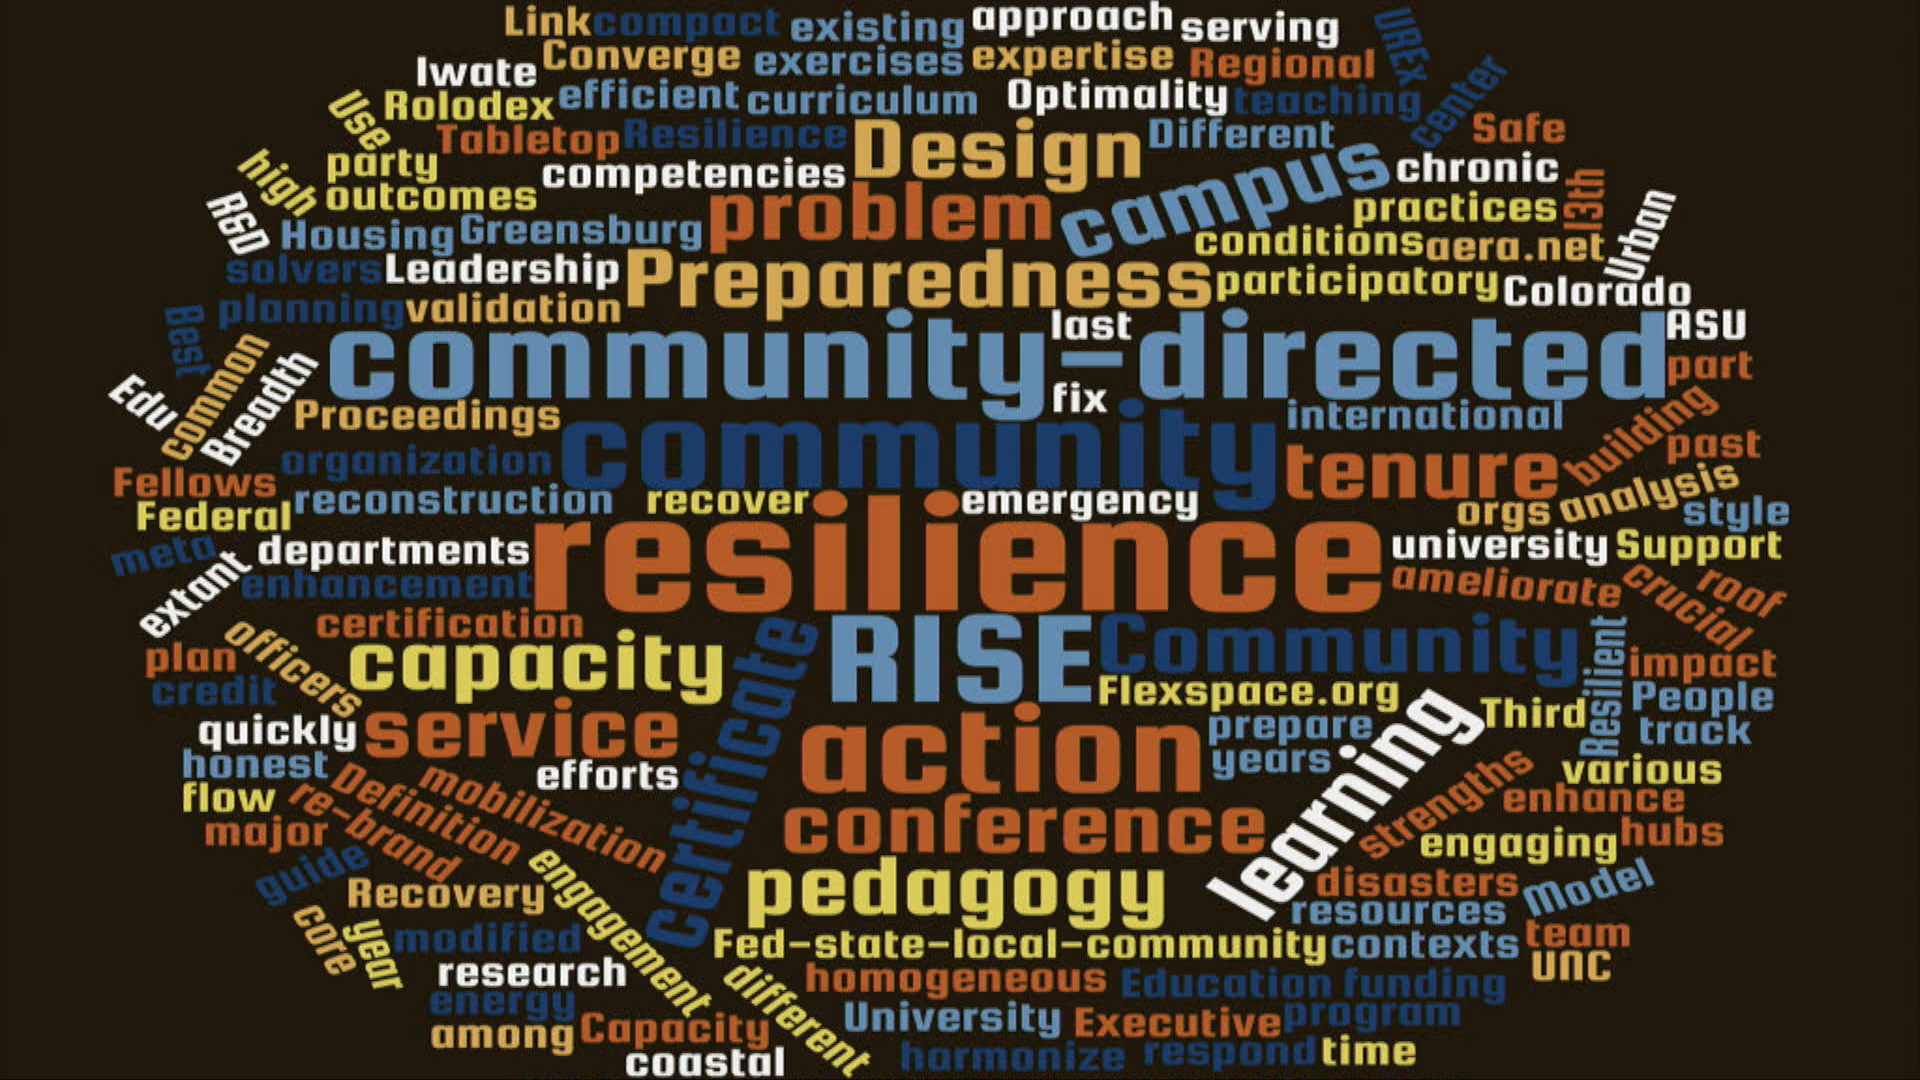 Link compact existing approach serving UREx
Iwate Converge exercises expertise Regional center
Use Rolodex efficient curriculum Optimality teaching
Tabletop Resilience Design Different Safe
high party competencies campus chronic
R&D outcomes problem practices 13th Urban
Housing Greensburg conditions aera.net
solvers Leadership Preparedness participatory Colorado
Best planning validation
community-directed last ASU
Edu common Breadth fix part
Proceedings community international building past
Fellows organization tenure analysis
Federal reconstruction recover emergency orgs style
meta departments resilience university Support
extant enhancement ameliorate crucial roof
officers certification RISE Community Resilient
plan capacity certificate impact
credit Flexspace.org learning Third People
quickly service action prepare track
honest efforts years various
flow re-brand Definition mobilization strengths enhance
major conference engaging hubs
guide pedagogy disasters Model
core Recovery engagement resources
year modified Fed-state-local-community contexts team
research different homogeneous Education funding UNC
energy University Executive program
among Capacity harmonize respond time
coastal